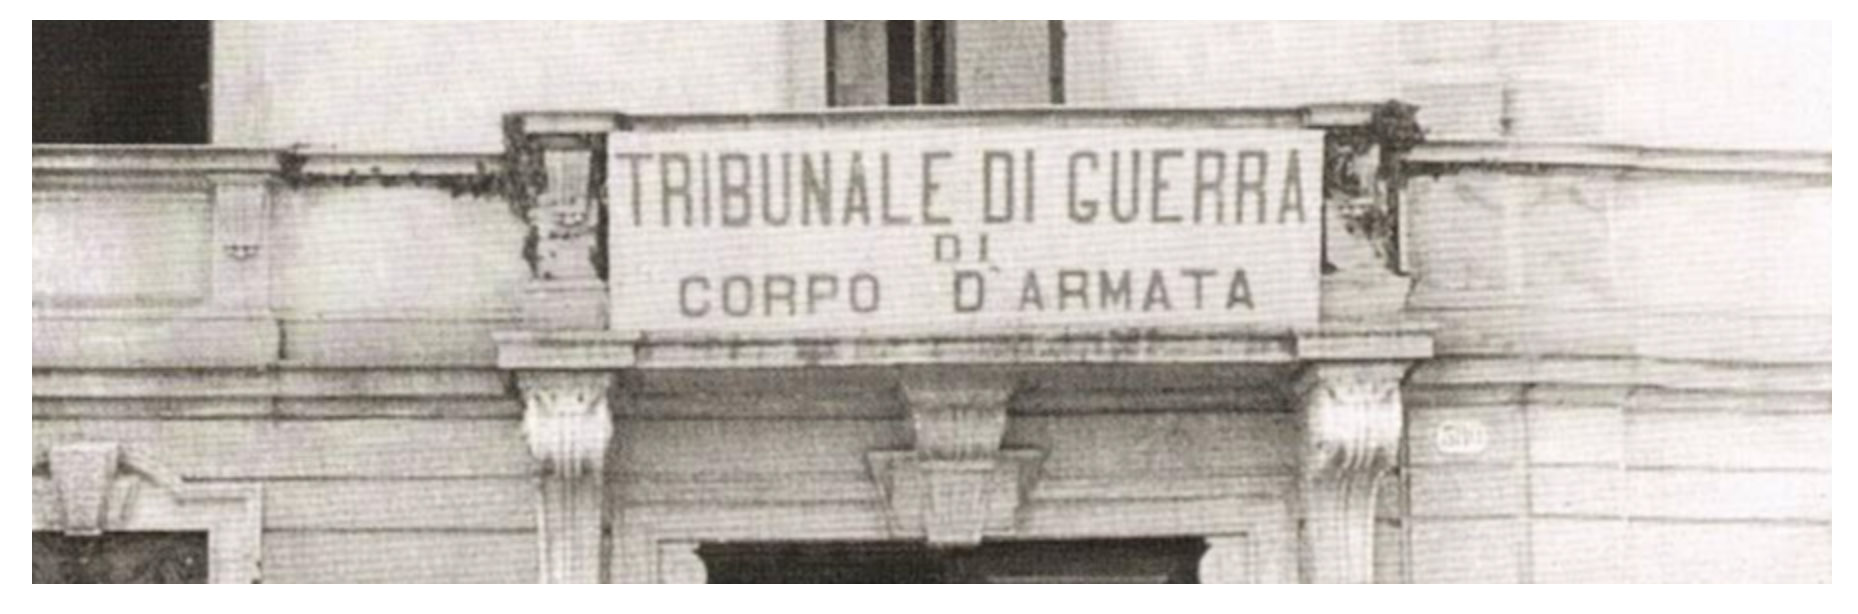 TRIBUNALE DI GUERRA
DI
CORPO D'ARMATA